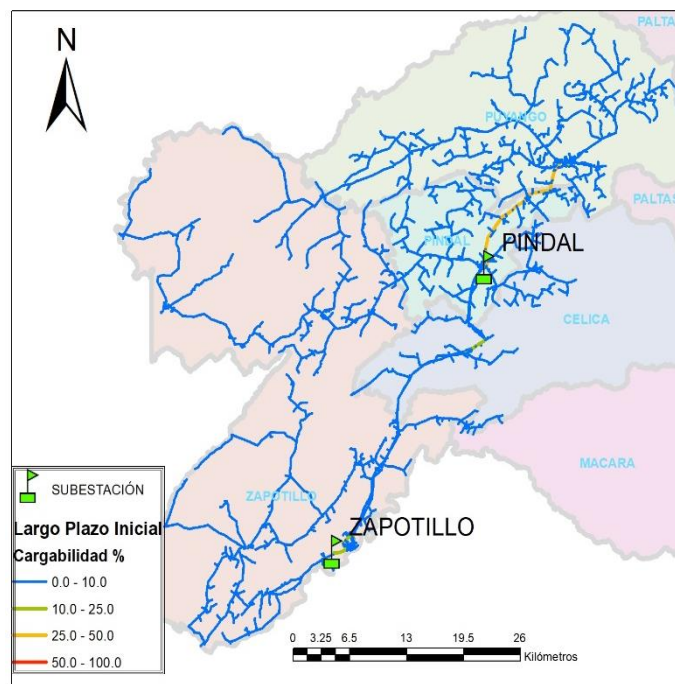 N
PALTA
PUYANGO
PALTAS
PINDAL
PINDAL
CELICA
MACARA
ZAPOTILLO
ZAPOTILLO
SUBESTACIÓN
Largo Plazo Inicial
Cargabilidad %
0.0 - 10.0
10.0 - 25.0
25.0 - 50.0
50.0 - 100.0
0 3.25 6.5 13 19.5 26
Kilómetros